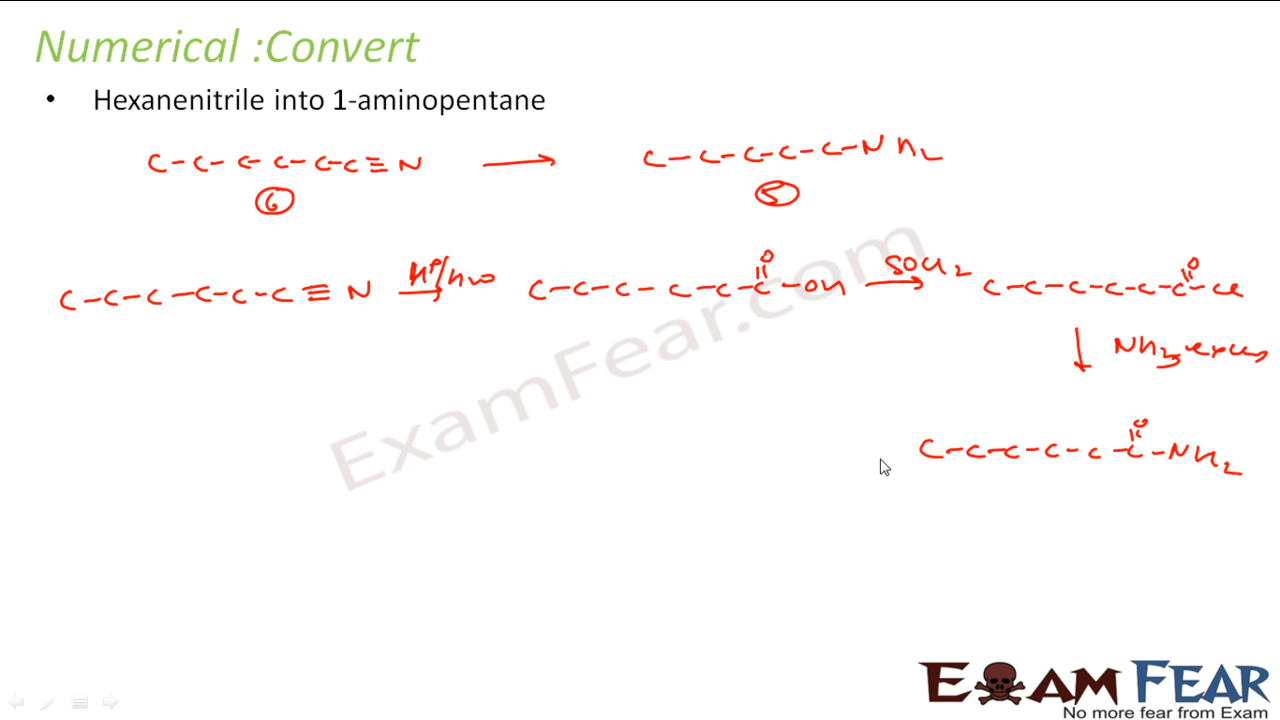 Numerical :Convert
• Hexanenitrile into 1-aminopentane
C-C-C-C-C-C≡N → C-C-C-C-C-NH2
6 5
C-C-C-C-C-C≡N → H⊕/H2O C-C-C-C-C-C-OH → SOCl2 C-C-C-C-C-C-Cl
O O
↓ NH3 excess
O
C-C-C-C-C-C-NH2
ExamFear.com
EXAM FEAR
No more fear from Exam